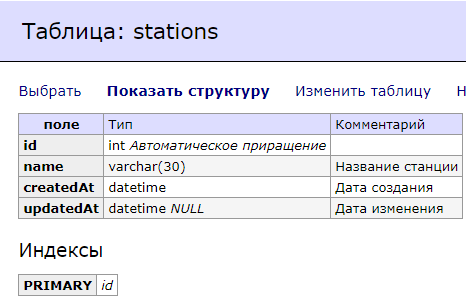 Таблица: stations
Выбрать Показать структуру Изменить таблицу Н
поле Тип Комментарий
id int Автоматическое приращение
name varchar(30) Название станции
createdAt datetime Дата создания
updatedAt datetime NULL Дата изменения
Индексы
PRIMARY id